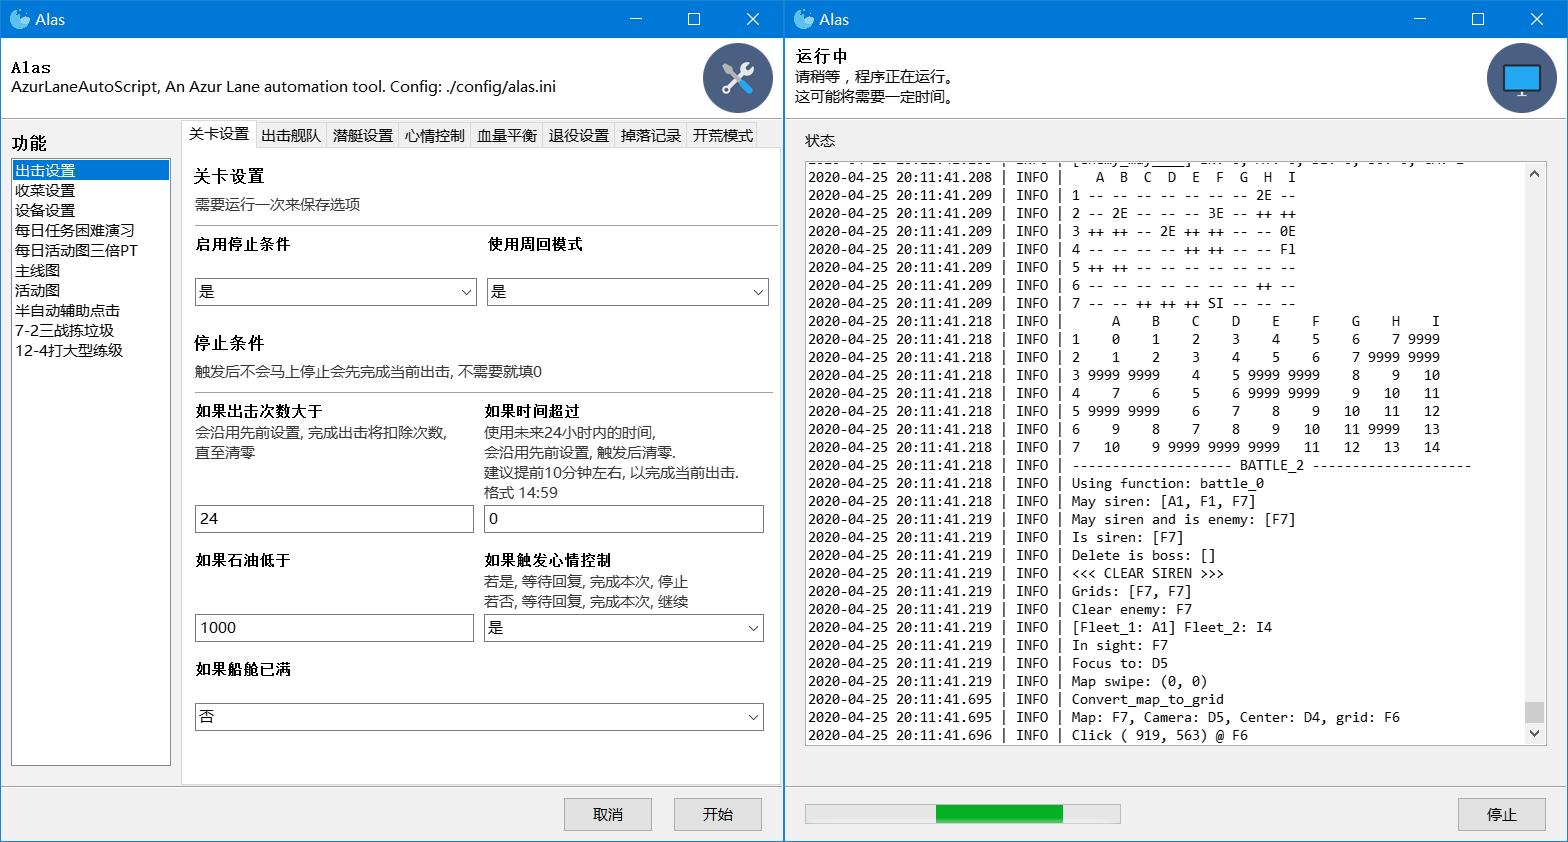 Alas
Alas
AzurLaneAutoScript, An Azur Lane automation tool. Config: ./config/alas.ini
功能
出击设置
收菜设置
设备设置
每日任务困难演习
每日活动图三倍PT
主线图
活动图
半自动辅助点击
7-2三战拣垃圾
12-4打大型练级
关卡设置 出击舰队 潜艇设置 心情控制 血量平衡 退役设置 掉落记录 开荒模式
关卡设置
需要运行一次来保存选项
启用停止条件 使用周回模式
是 是
停止条件
触发后不会马上停止会先完成当前出击, 不需要就填0
如果出击次数大于
会沿用先前设置, 完成出击将扣除次数,
直至清零
24
如果时间超过
使用未来24小时内的时间,
会沿用先前设置, 触发后清零.
建议提前10分钟左右, 以完成当前出击.
格式 14:59
0
如果石油低于
1000
如果触发心情控制
若是, 等待回复, 完成本次, 停止
若否, 等待回复, 完成本次, 继续
是
如果船舱已满
否
取消 开始
Alas
运行中
请稍等，程序正在运行。
这可能将需要一定时间。
状态
2020-04-25 20:11:41.208 | INFO | A B C D E F G H I
2020-04-25 20:11:41.209 | INFO | 1 -- -- -- -- -- -- -- 2E --
2020-04-25 20:11:41.209 | INFO | 2 -- 2E -- -- -- 3E -- ++ ++
2020-04-25 20:11:41.209 | INFO | 3 ++ ++ -- 2E ++ ++ -- -- 0E
2020-04-25 20:11:41.209 | INFO | 4 -- -- -- -- ++ ++ -- -- Fl
2020-04-25 20:11:41.209 | INFO | 5 ++ ++ -- -- -- -- -- -- --
2020-04-25 20:11:41.209 | INFO | 6 -- -- -- -- -- -- -- ++ --
2020-04-25 20:11:41.209 | INFO | 7 -- -- ++ ++ ++ SI -- -- --
2020-04-25 20:11:41.218 | INFO | A B C D E F G H I
2020-04-25 20:11:41.218 | INFO | 1 0 1 2 3 4 5 6 7 9999
2020-04-25 20:11:41.218 | INFO | 2 1 2 3 4 5 6 7 9999 9999
2020-04-25 20:11:41.218 | INFO | 3 9999 9999 4 5 9999 9999 8 9 10
2020-04-25 20:11:41.218 | INFO | 4 7 6 5 6 9999 9999 9 10 11
2020-04-25 20:11:41.218 | INFO | 5 9999 9999 6 7 8 9 10 11 12
2020-04-25 20:11:41.218 | INFO | 6 9 8 7 8 9 10 11 9999 13
2020-04-25 20:11:41.218 | INFO | 7 10 9 9999 9999 9999 11 12 13 14
2020-04-25 20:11:41.218 | INFO | -------------------- BATTLE_2 --------------------
2020-04-25 20:11:41.218 | INFO | Using function: battle_0
2020-04-25 20:11:41.218 | INFO | May siren: [A1, F1, F7]
2020-04-25 20:11:41.219 | INFO | May siren and is enemy: [F7]
2020-04-25 20:11:41.219 | INFO | Is siren: [F7]
2020-04-25 20:11:41.219 | INFO | Delete is boss: []
2020-04-25 20:11:41.219 | INFO | <<< CLEAR SIREN >>>
2020-04-25 20:11:41.219 | INFO | Grids: [F7, F7]
2020-04-25 20:11:41.219 | INFO | Clear enemy: F7
2020-04-25 20:11:41.219 | INFO | [Fleet_1: A1] Fleet_2: I4
2020-04-25 20:11:41.219 | INFO | In sight: F7
2020-04-25 20:11:41.219 | INFO | Focus to: D5
2020-04-25 20:11:41.219 | INFO | Map swipe: (0, 0)
2020-04-25 20:11:41.695 | INFO | Convert_map_to_grid
2020-04-25 20:11:41.695 | INFO | Map: F7, Camera: D5, Center: D4, grid: F6
2020-04-25 20:11:41.696 | INFO | Click ( 919, 563) @ F6
停止